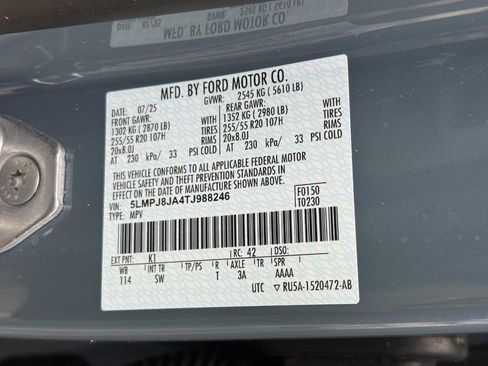 MFD. BY FORD MOTOR CO.
DATE: 07/25 GVWR: 2545 KG ( 5610 LB)
FRONT GAWR: REAR GAWR:
1302 KG ( 2870 LB) 1352 KG ( 2980 LB)
255/55 R20 107H TIRES 255/55 R20 107H TIRES
20x8.0J RIMS 20x8.0J RIMS
AT 230 kPa/ 33 PSI COLD AT 230 kPa/ 33 PSI COLD
THIS VEHICLE CONFORMS TO ALL APPLICABLE FEDERAL MOTOR
VEHICLE SAFETY AND THEFT PREVENTION STANDARDS IN EFFECT ON
THE DATE OF MANUFACTURE SHOWN ABOVE.
VIN: 5LMPJ8JA4TJ988246 F0150
TYPE: MPV T0230
EXT PNT: K1 RC: 42 DSO:
WB INT TR TP/PS R AXLE TR SPR
114 SW T 3A AAAA
UTC ▽ RU5A-1520472-AB